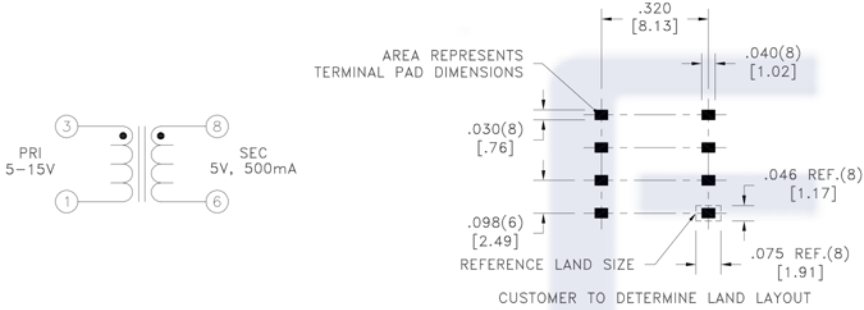 3
1
PRI
5-15V
8
6
SEC
5V, 500mA
.320
[8.13]
AREA REPRESENTS
TERMINAL PAD DIMENSIONS
.040(8)
[1.02]
.030(8)
[.76]
.046 REF.(8)
[1.17]
.098(6)
[2.49]
REFERENCE LAND SIZE
.075 REF.(8)
[1.91]
CUSTOMER TO DETERMINE LAND LAYOUT